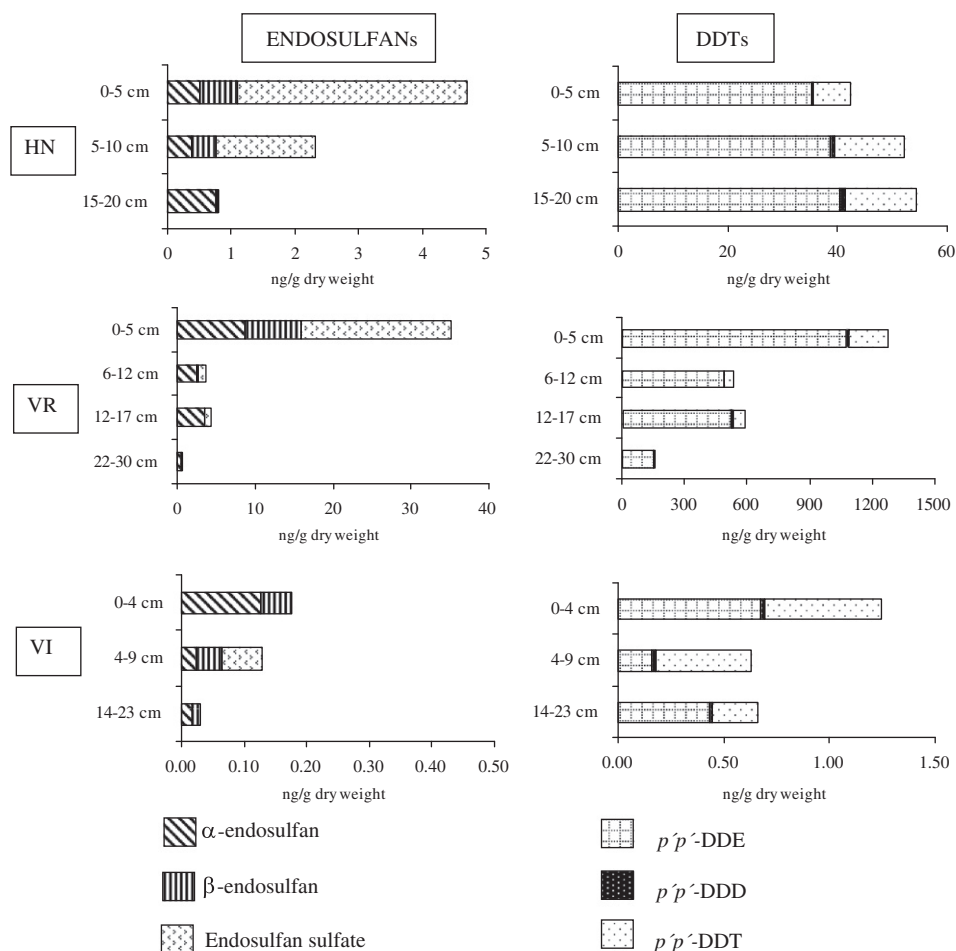 ENDOSULFANs
DDTs
HN
0-5 cm
5-10 cm
15-20 cm
0 1 2 3 4 5
ng/g dry weight
0-5 cm
5-10 cm
15-20 cm
0 20 40 60
ng/g dry weight
VR
0-5 cm
6-12 cm
12-17 cm
22-30 cm
0 10 20 30 40
ng/g dry weight
0-5 cm
6-12 cm
12-17 cm
22-30 cm
0 300 600 900 1200 1500
ng/g dry weight
VI
0-4 cm
4-9 cm
14-23 cm
0.00 0.10 0.20 0.30 0.40 0.50
ng/g dry weight
0-4 cm
4-9 cm
14-23 cm
0.00 0.50 1.00 1.50
ng/g dry weight
α-endosulfan
β-endosulfan
Endosulfan sulfate
p´p´-DDE
p´p´-DDD
p´p´-DDT